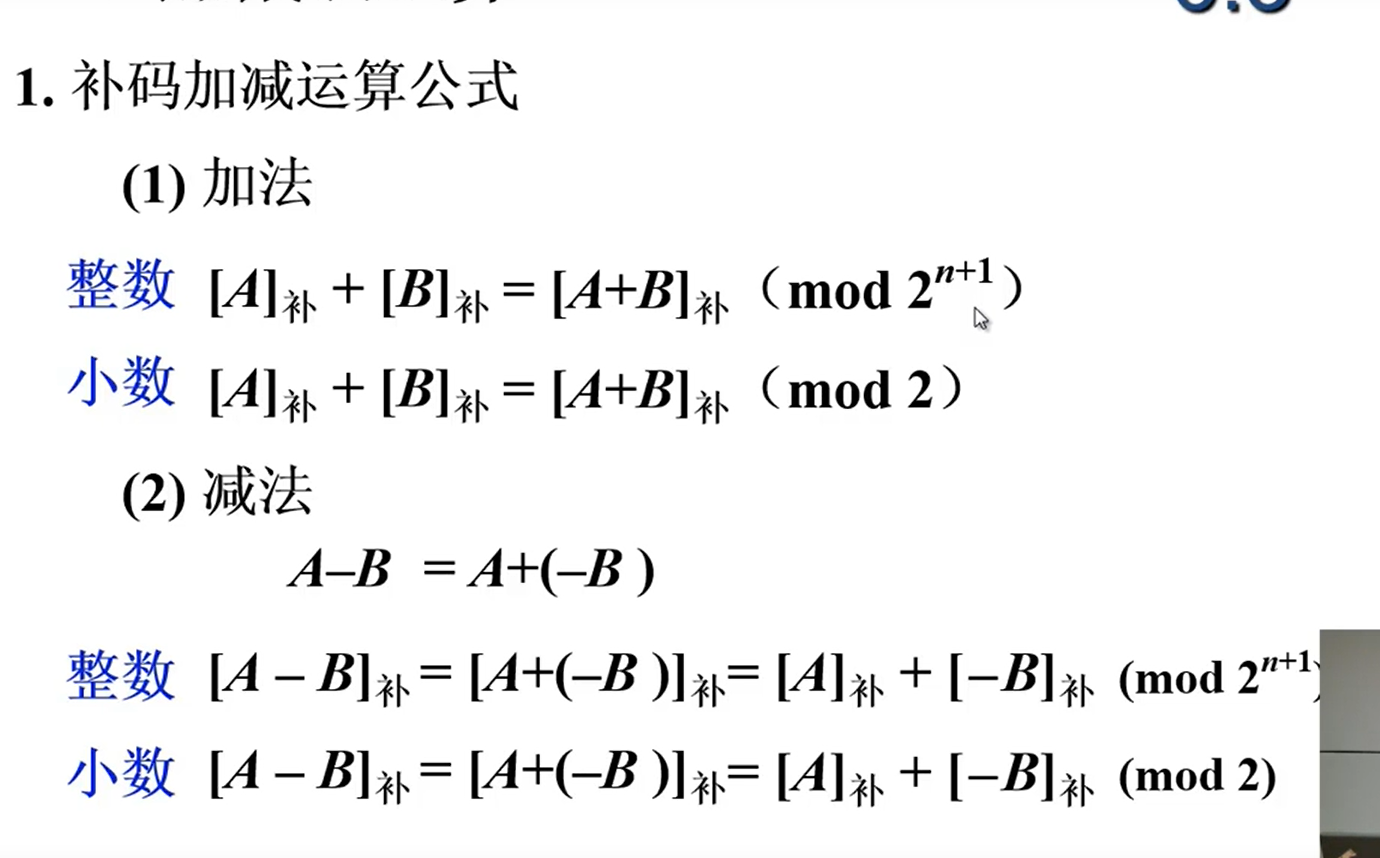 1. 补码加减运算公式
(1) 加法
整数 [A]补 + [B]补 = [A+B]补（mod 2^{n+1}）
小数 [A]补 + [B]补 = [A+B]补（mod 2）
(2) 减法
A–B = A+(–B )
整数 [A – B]补 = [A+(–B )]补= [A]补 + [–B]补 (mod 2^{n+1})
小数 [A – B]补 = [A+(–B )]补= [A]补 + [–B]补 (mod 2)